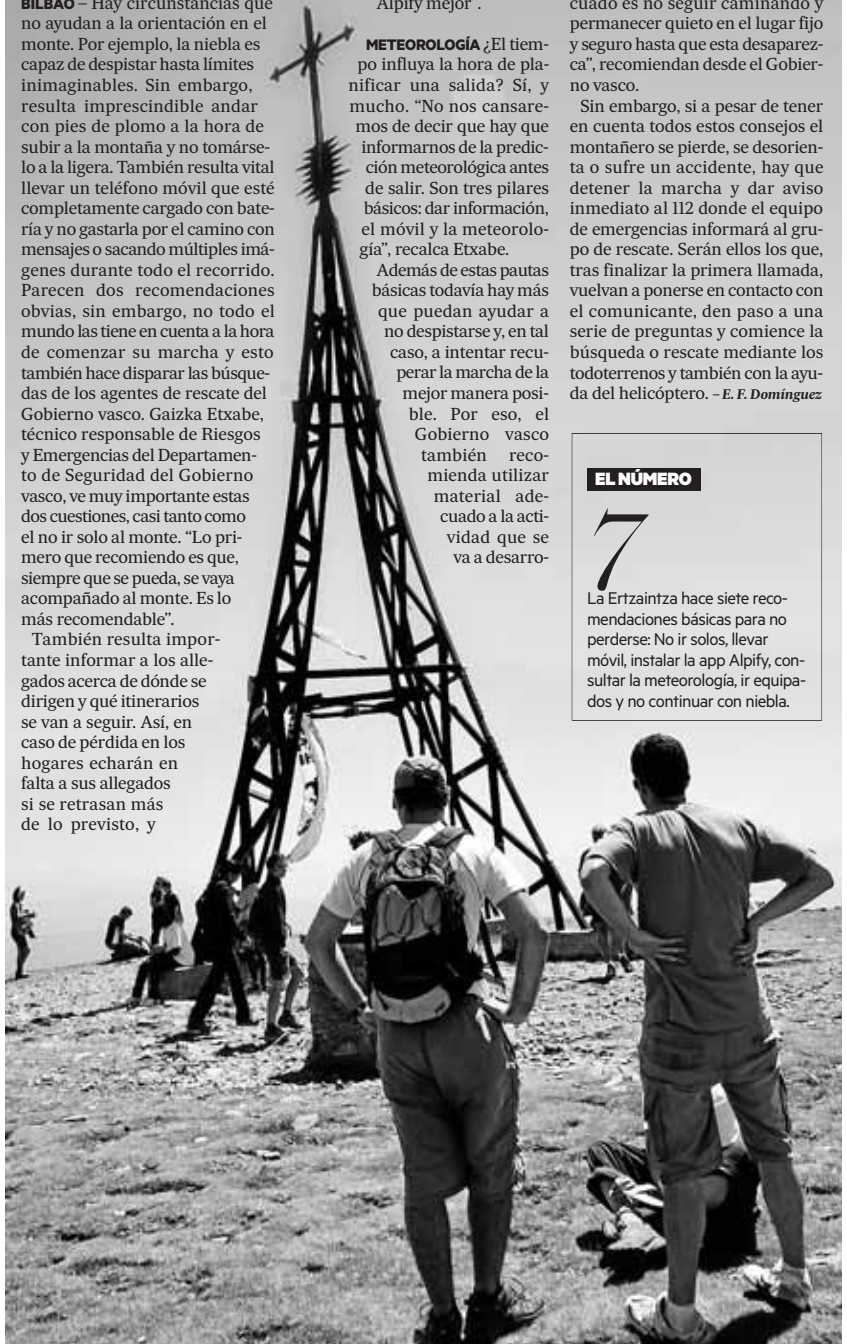 BILBAO – Hay circunstancias que
no ayudan a la orientación en el
monte. Por ejemplo, la niebla es
capaz de despistar hasta límites
inimaginables. Sin embargo,
resulta imprescindible andar
con pies de plomo a la hora de
subir a la montaña y no tomárse-
lo a la ligera. También resulta vital
llevar un teléfono móvil que esté
completamente cargado con bate-
ría y no gastarla por el camino con
mensajes o sacando múltiples imá-
genes durante todo el recorrido.
Parecen dos recomendaciones
obvias, sin embargo, no todo el
mundo las tiene en cuenta a la hora
de comenzar su marcha y esto
también hace disparar las búsque-
das de los agentes de rescate del
Gobierno vasco. Gaizka Etxabe,
técnico responsable de Riesgos
y Emergencias del Departamen-
to de Seguridad del Gobierno
vasco, ve muy importante estas
dos cuestiones, casi tanto como
el no ir solo al monte. “Lo pri-
mero que recomiendo es que,
siempre que se pueda, se vaya
acompañado al monte. Es lo
más recomendable”.
También resulta impor-
tante informar a los alle-
gados acerca de dónde se
dirigen y qué itinerarios
se van a seguir. Así, en
caso de pérdida en los
hogares echarán en
falta a sus allegados
si se retrasan más
de lo previsto, y
Alpify mejor”.
METEOROLOGÍA ¿El tiem-
po influya la hora de pla-
nificar una salida? Sí, y
mucho. “No nos cansare-
mos de decir que hay que
informarnos de la predic-
ción meteorológica antes
de salir. Son tres pilares
básicos: dar información,
el móvil y la meteorolo-
gía”, recalca Etxabe.
Además de estas pautas
básicas todavía hay más
que puedan ayudar a
no despistarse y, en tal
caso, a intentar recu-
perar la marcha de la
mejor manera posi-
ble. Por eso, el
Gobierno vasco
también reco-
mienda utilizar
material ade-
cuado a la acti-
vidad que se
va a desarro-
cuado es no seguir caminando y
permanecer quieto en el lugar fijo
y seguro hasta que esta desaparez-
ca”, recomiendan desde el Gobier-
no vasco.
Sin embargo, si a pesar de tener
en cuenta todos estos consejos el
montañero se pierde, se desorien-
ta o sufre un accidente, hay que
detener la marcha y dar aviso
inmediato al 112 donde el equipo
de emergencias informará al gru-
po de rescate. Serán ellos los que,
tras finalizar la primera llamada,
vuelvan a ponerse en contacto con
el comunicante, den paso a una
serie de preguntas y comience la
búsqueda o rescate mediante los
todoterrenos y también con la ayu-
da del helicóptero. – E. F. Domínguez
EL NÚMERO
7
La Ertzaintza hace siete reco-
mendaciones básicas para no
perderse: No ir solos, llevar
móvil, instalar la app Alpify, con-
sultar la meteorología, ir equipa-
dos y no continuar con niebla.